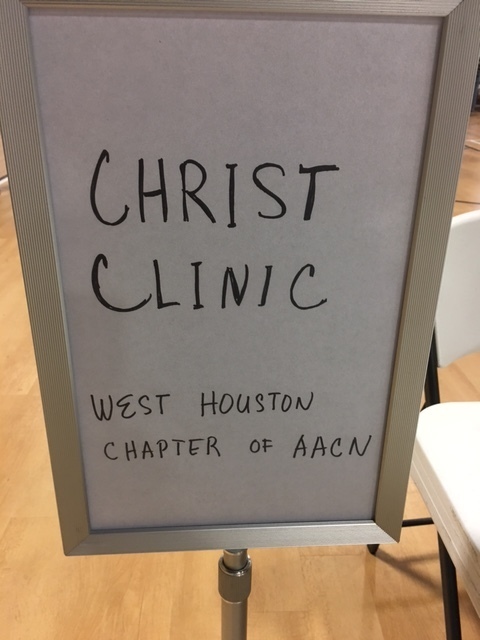 CHRIST
CLINIC
WEST HOUSTON
CHAPTER OF AACN